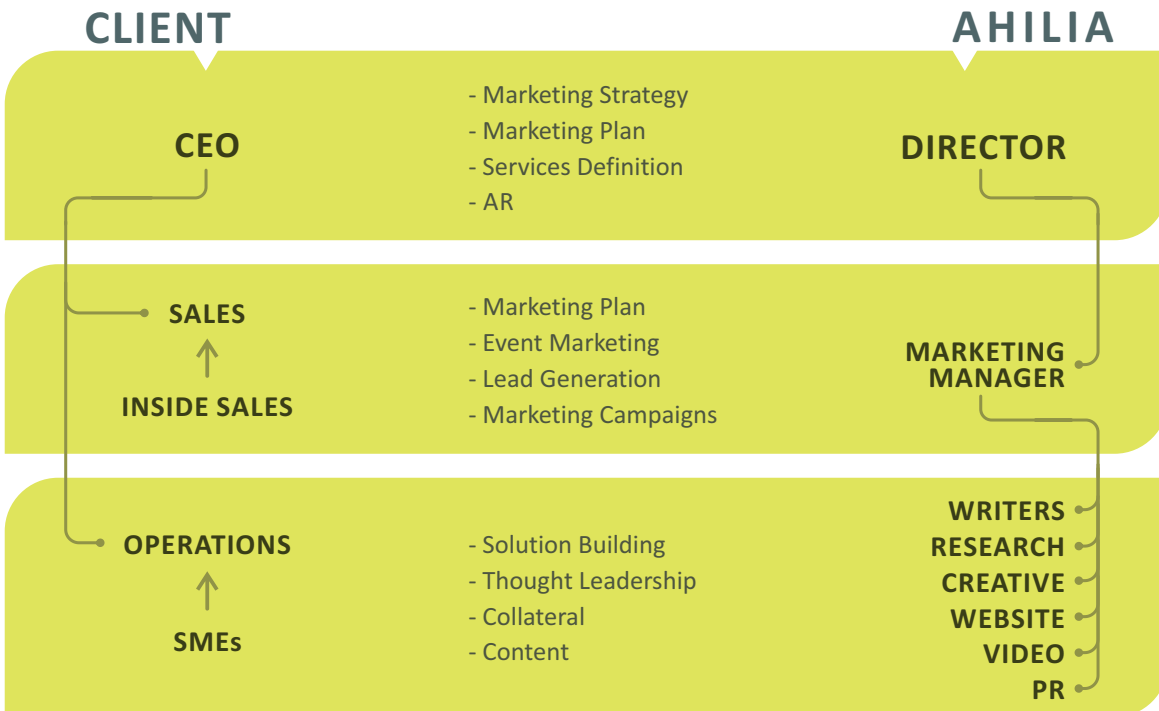 CLIENT
AHILIA
CEO
- Marketing Strategy
- Marketing Plan
- Services Definition
- AR
DIRECTOR
SALES
INSIDE SALES
- Marketing Plan
- Event Marketing
- Lead Generation
- Marketing Campaigns
MARKETING
MANAGER
OPERATIONS
SMEs
- Solution Building
- Thought Leadership
- Collateral
- Content
WRITERS
RESEARCH
CREATIVE
WEBSITE
VIDEO
PR